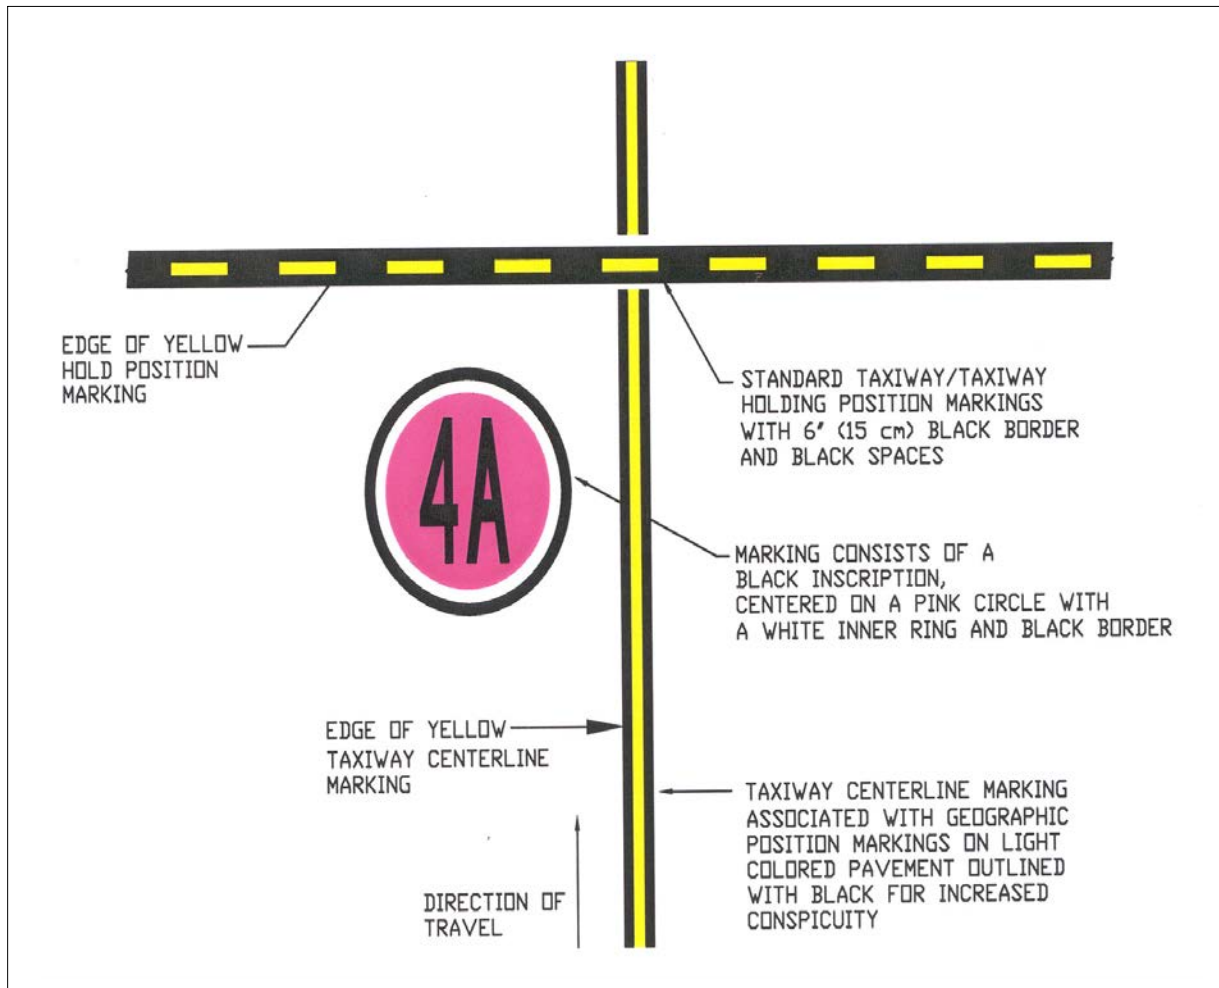 EDGE OF YELLOW
HOLD POSITION
MARKING
STANDARD TAXIWAY/TAXIWAY
HOLDING POSITION MARKINGS
WITH 6" (15 cm) BLACK BORDER
AND BLACK SPACES
4A
MARKING CONSISTS OF A
BLACK INSCRIPTION,
CENTERED ON A PINK CIRCLE WITH
A WHITE INNER RING AND BLACK BORDER
EDGE OF YELLOW
TAXIWAY CENTERLINE
MARKING
TAXIWAY CENTERLINE MARKING
ASSOCIATED WITH GEOGRAPHIC
POSITION MARKINGS ON LIGHT
COLORED PAVEMENT OUTLINED
WITH BLACK FOR INCREASED
CONSPICUITY
DIRECTION OF
TRAVEL